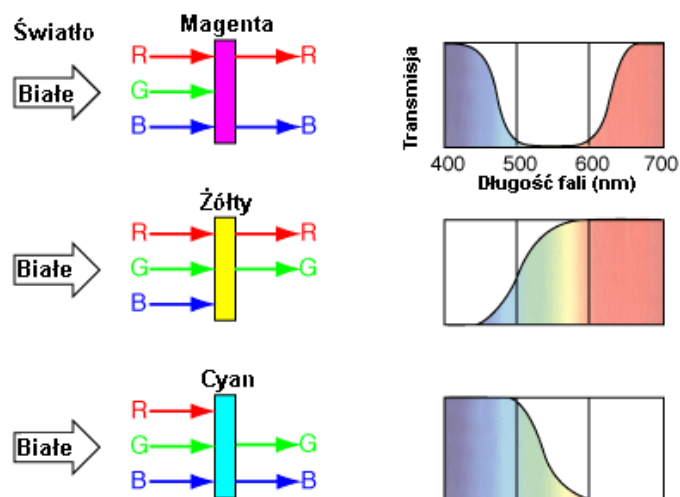 Światło
Magenta
Białe
R R
G
B B
Transmisja
400 500 600 700
Długość fali (nm)
Żółty
Białe
R R
G G
B
Cyan
Białe
R
G G
B B